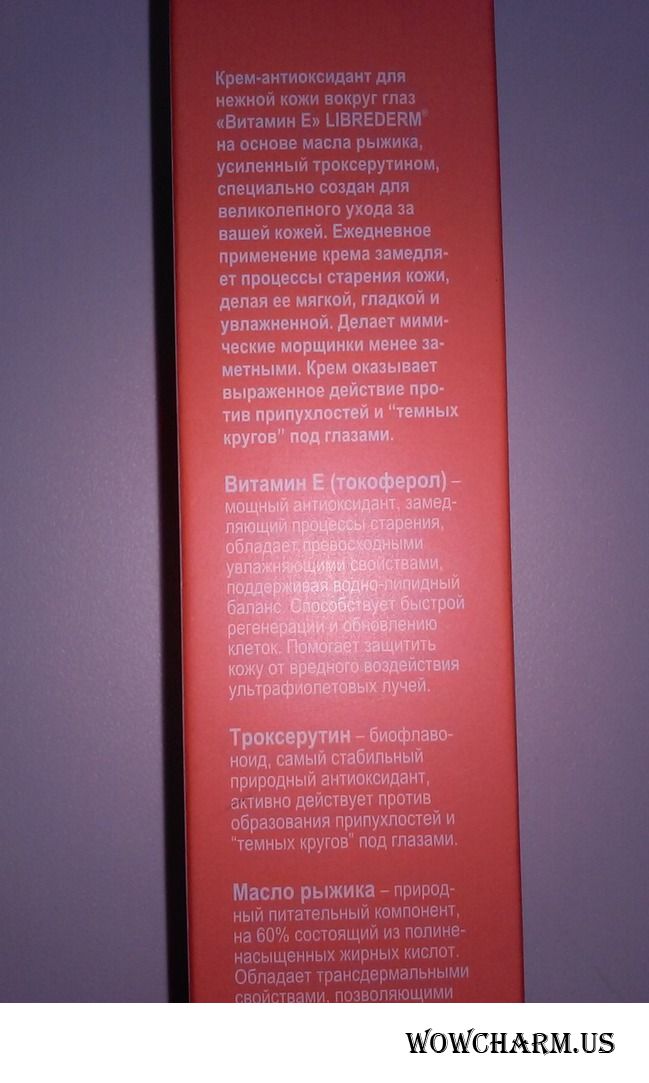 Крем-антиоксидант для
нежной кожи вокруг глаз
«Витамин Е» LIBREDERM®
на основе масла рыжика,
усиленный троксерутином,
специально создан для
великолепного ухода за
вашей кожей. Ежедневное
применение крема замедля-
ет процессы старения кожи,
делая ее мягкой, гладкой и
увлажненной. Делает мими-
ческие морщинки менее за-
метными. Крем оказывает
выраженное действие про-
тив припухлостей и “темных
кругов” под глазами.
Витамин Е (токоферол) –
мощный антиоксидант, замед-
ляющий процессы старения,
обладает превосходными
увлажняющими свойствами,
поддерживая водно-липидный
баланс. Способствует быстрой
регенерации и обновлению
клеток. Помогает защитить
кожу от вредного воздействия
ультрафиолетовых лучей.
Троксерутин – биофлаво-
ноид, самый стабильный
природный антиоксидант,
активно действует против
образования припухлостей и
“темных кругов” под глазами.
Масло рыжика – природ-
ный питательный компонент,
на 60% состоящий из полине-
насыщенных жирных кислот.
Обладает трансдермальными
свойствами, позволяющими
WOWCHARM.US